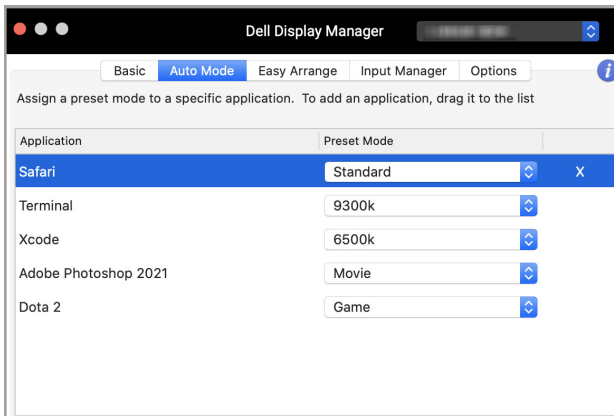 Dell Display Manager
Basic Auto Mode Easy Arrange Input Manager Options i
Assign a preset mode to a specific application. To add an application, drag it to the list
Application Preset Mode
Safari Standard X
Terminal 9300k
Xcode 6500k
Adobe Photoshop 2021 Movie
Dota 2 Game